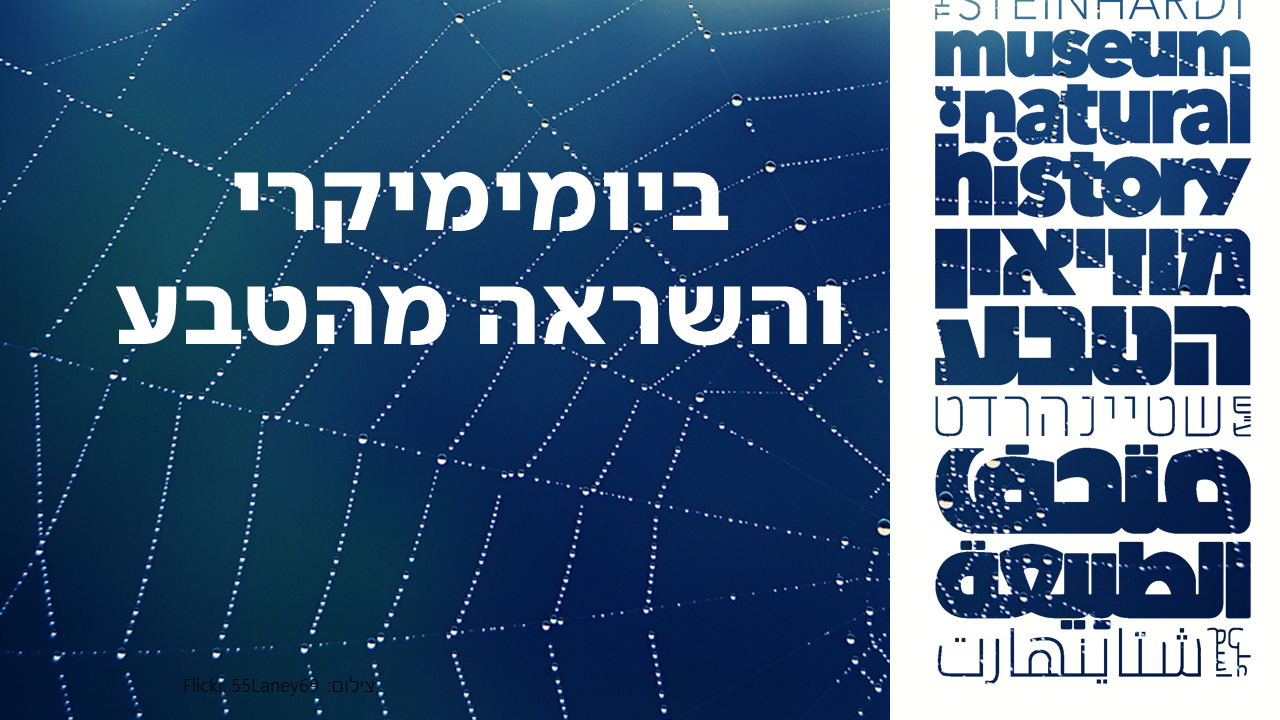 ביומימיקרי
והשראה מהטבע
צילום: Flickr 55Laney69
THE STEINHARDT
museum
of natural
history
מוזיאון
הטבע
ע״ש שטיינהרדט
متحف
الطبيعة
شتاينهارت